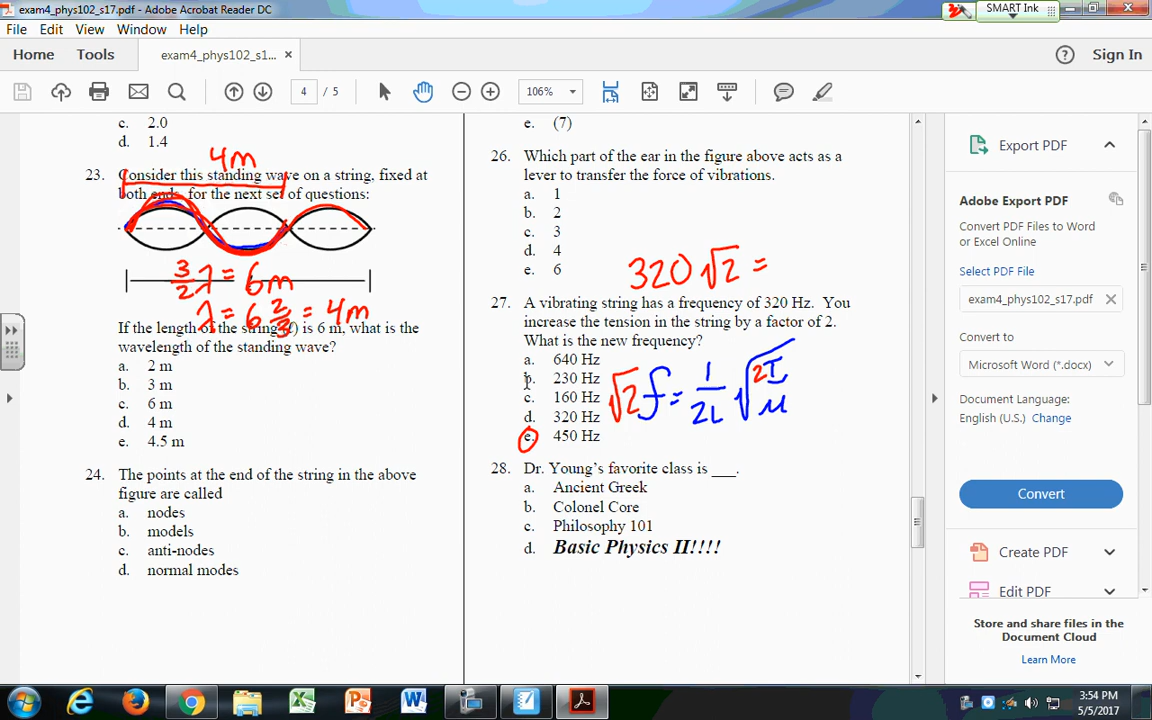 exam4_phys102_s17.pdf - Adobe Acrobat Reader DC
SMART Ink
File Edit View Window Help
Home Tools exam4_phys102_s1... ×
Sign In
4 / 5
106%
c. 2.0
d. 1.4
4m
23. Consider this standing wave on a string, fixed at
both ends, for the next set of questions:
3/2 λ = 6m
λ = 6 2/3 = 4m
If the length of the string () is 6 m, what is the
wavelength of the standing wave?
a. 2 m
b. 3 m
c. 6 m
d. 4 m
e. 4.5 m
24. The points at the end of the string in the above
figure are called
a. nodes
b. models
c. anti-nodes
d. normal modes
e. (7)
26. Which part of the ear in the figure above acts as a
lever to transfer the force of vibrations.
a. 1
b. 2
c. 3
d. 4
e. 6
320 √2 =
27. A vibrating string has a frequency of 320 Hz. You
increase the tension in the string by a factor of 2.
What is the new frequency?
a. 640 Hz
b. 230 Hz
c. 160 Hz
d. 320 Hz
e. 450 Hz
√2 f = 1/2L √2T/μ
28. Dr. Young's favorite class is ___.
a. Ancient Greek
b. Colonel Core
c. Philosophy 101
d. Basic Physics II!!!!
Export PDF
Adobe Export PDF
Convert PDF Files to Word
or Excel Online
Select PDF File
exam4_phys102_s17.pdf
Convert to
Microsoft Word (*.docx)
Document Language:
English (U.S.) Change
Convert
Create PDF
Edit PDF
Store and share files in the
Document Cloud
Learn More
3:54 PM
5/5/2017